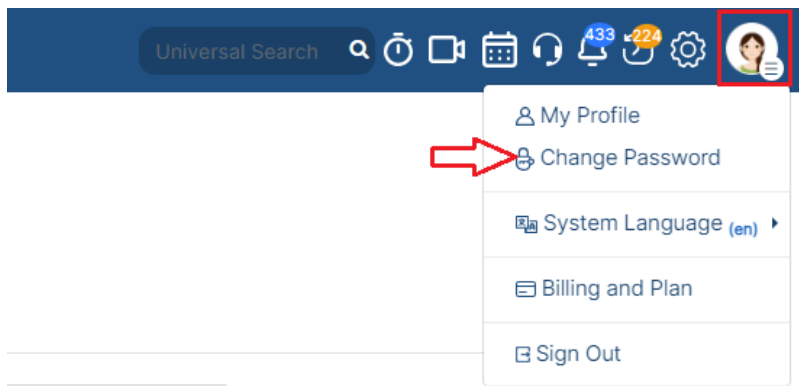 Universal Search
433
224
My Profile
Change Password
System Language (en)
Billing and Plan
Sign Out